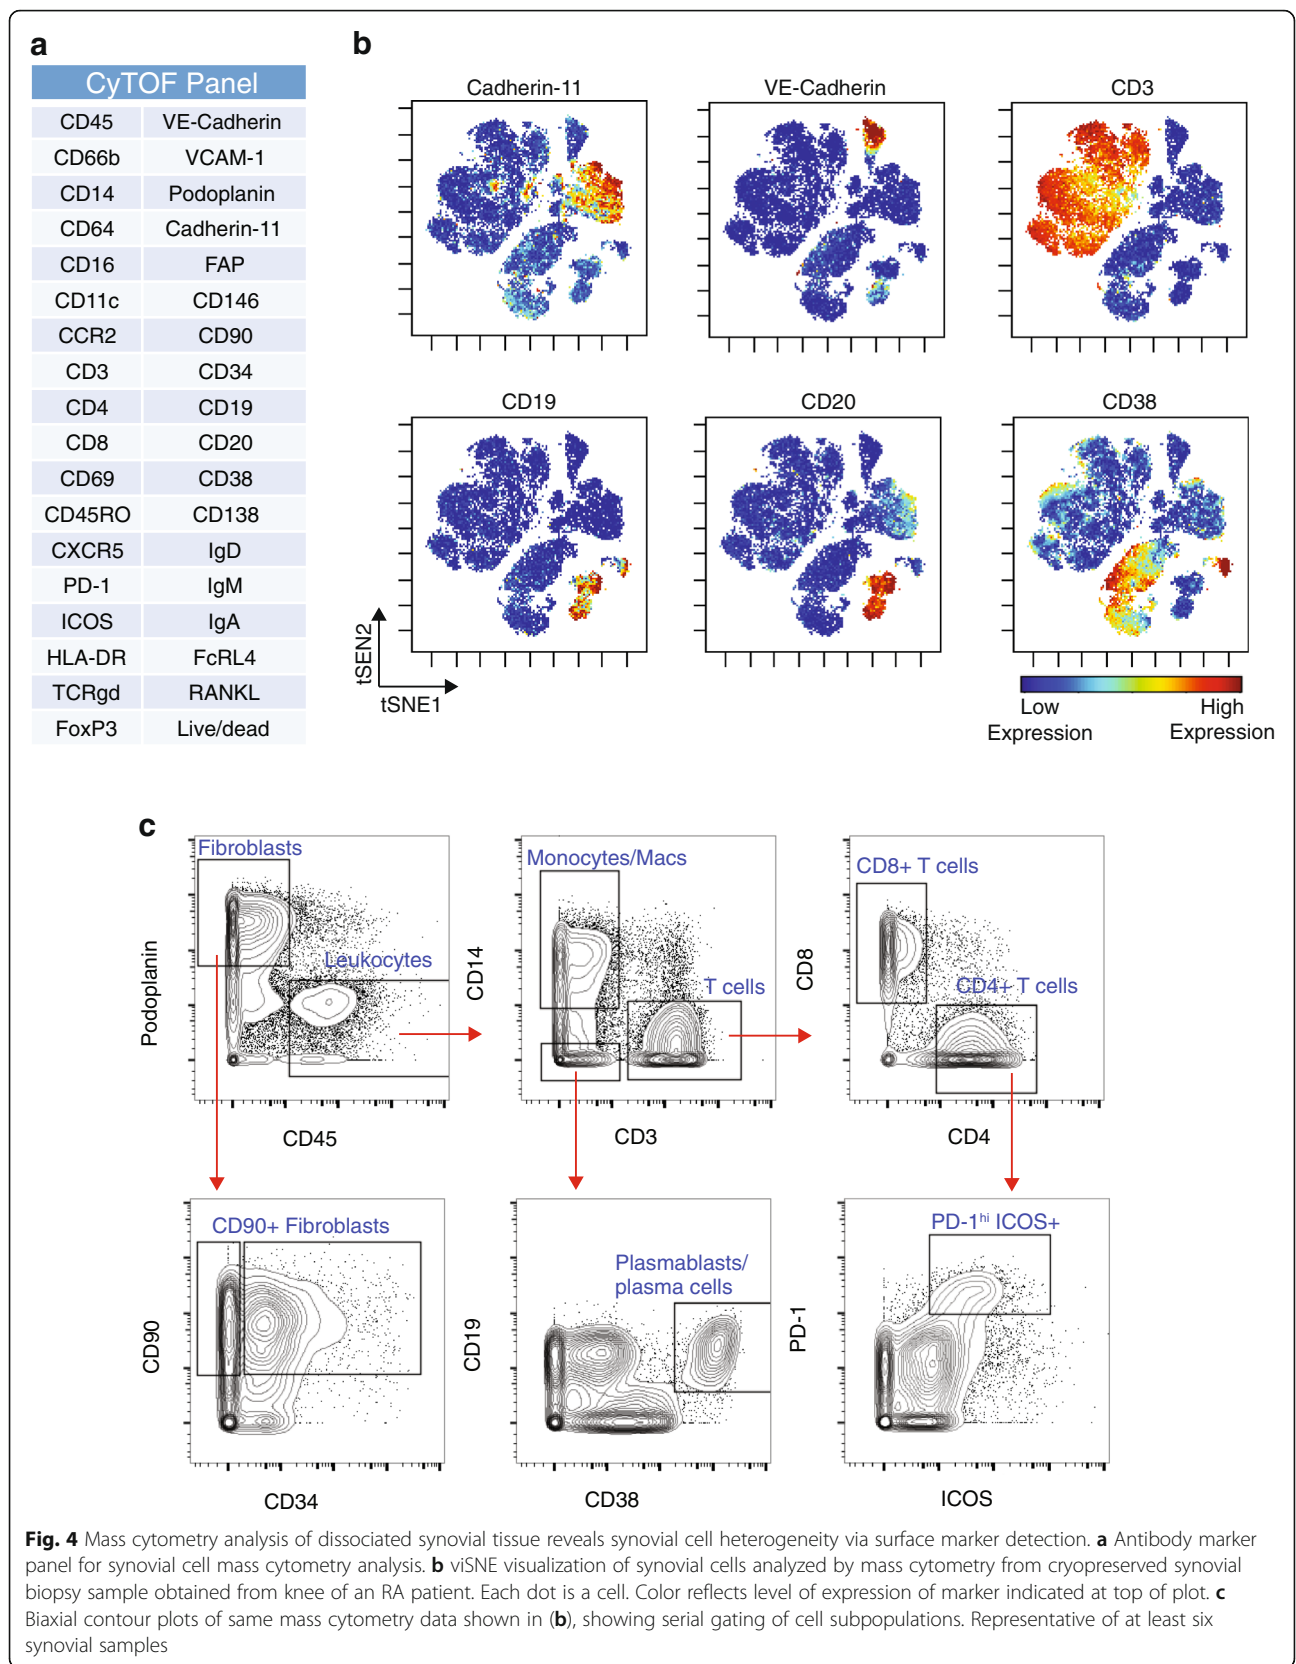 a
CyTOF Panel
CD45 VE-Cadherin
CD66b VCAM-1
CD14 Podoplanin
CD64 Cadherin-11
CD16 FAP
CD11c CD146
CCR2 CD90
CD3 CD34
CD4 CD19
CD8 CD20
CD69 CD38
CD45RO CD138
CXCR5 IgD
PD-1 IgM
ICOS IgA
HLA-DR FcRL4
TCRgd RANKL
FoxP3 Live/dead
b
Cadherin-11 VE-Cadherin CD3
CD19 CD20 CD38
tSEN2
tSNE1
Low Expression
High Expression
c
Fibroblasts
Leukocytes
Podoplanin
CD45
Monocytes/Macs
T cells
CD14
CD3
CD8+ T cells
CD4+ T cells
CD8
CD4
CD90+ Fibroblasts
CD90
CD34
Plasmablasts/
plasma cells
CD19
CD38
PD-1hi ICOS+
PD-1
ICOS
Fig. 4 Mass cytometry analysis of dissociated synovial tissue reveals synovial cell heterogeneity via surface marker detection. a Antibody marker
panel for synovial cell mass cytometry analysis. b viSNE visualization of synovial cells analyzed by mass cytometry from cryopreserved synovial
biopsy sample obtained from knee of an RA patient. Each dot is a cell. Color reflects level of expression of marker indicated at top of plot. c
Biaxial contour plots of same mass cytometry data shown in (b), showing serial gating of cell subpopulations. Representative of at least six
synovial samples